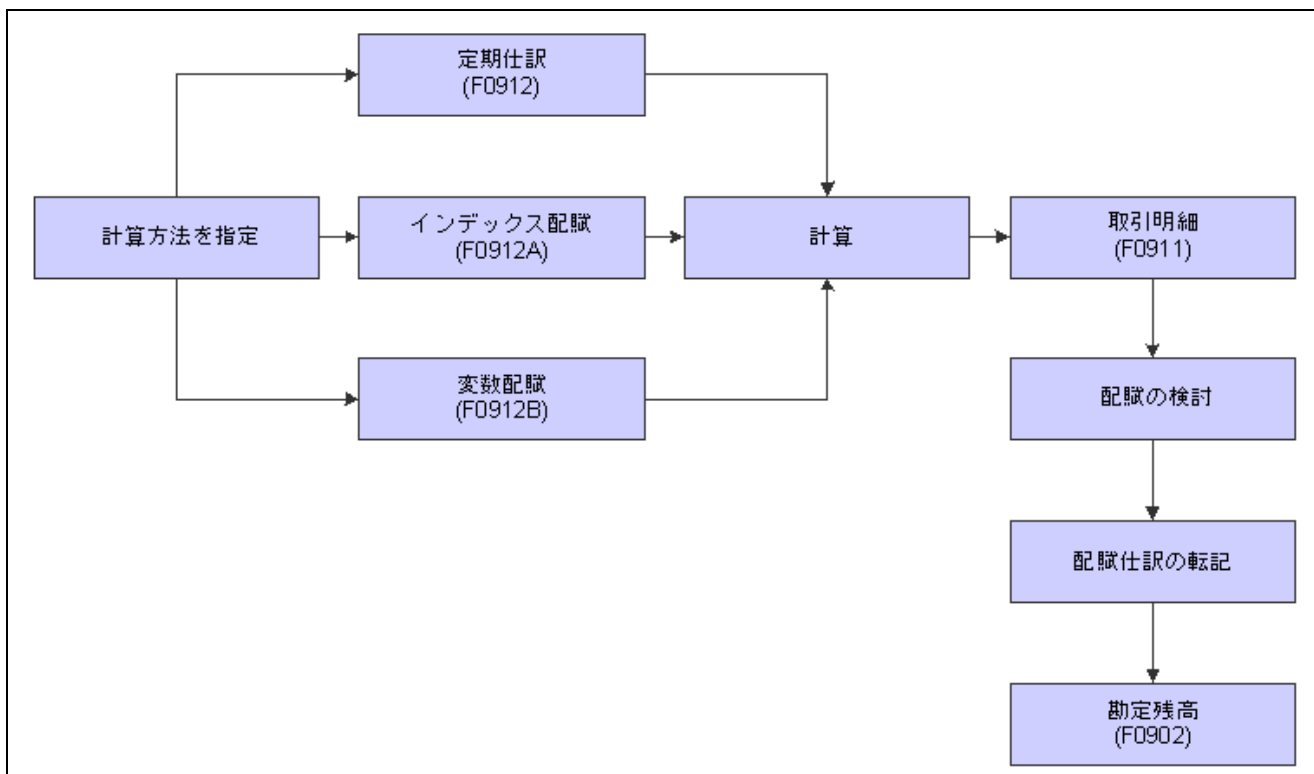 定期仕訳
(F0912)
計算方法を指定
インデックス配賦
(F0912A)
計算
取引明細
(F0911)
変数配賦
(F0912B)
配賦の検討
配賦仕訳の転記
勘定残高
(F0902)